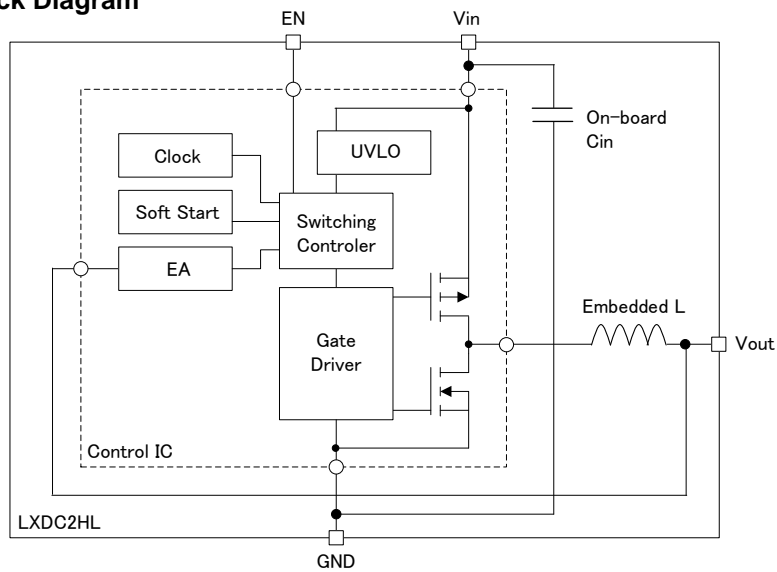 ck Diagram
EN
Vin
On-board
Cin
Clock
UVLO
Soft Start
Switching
Controler
EA
Gate
Driver
Embedded L
Vout
Control IC
LXDC2HL
GND